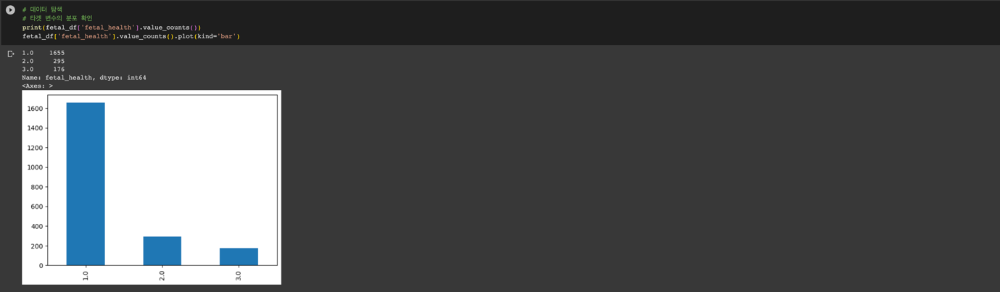 # 데이터 탐색
# 타겟 변수의 분포 확인
print(fetal_df['fetal_health'].value_counts())
fetal_df['fetal_health'].value_counts().plot(kind='bar')
1.0    1655
2.0     295
3.0     176
Name: fetal_health, dtype: int64
<Axes: >
1600
1400
1200
1000
800
600
400
200
0
1.0
2.0
3.0